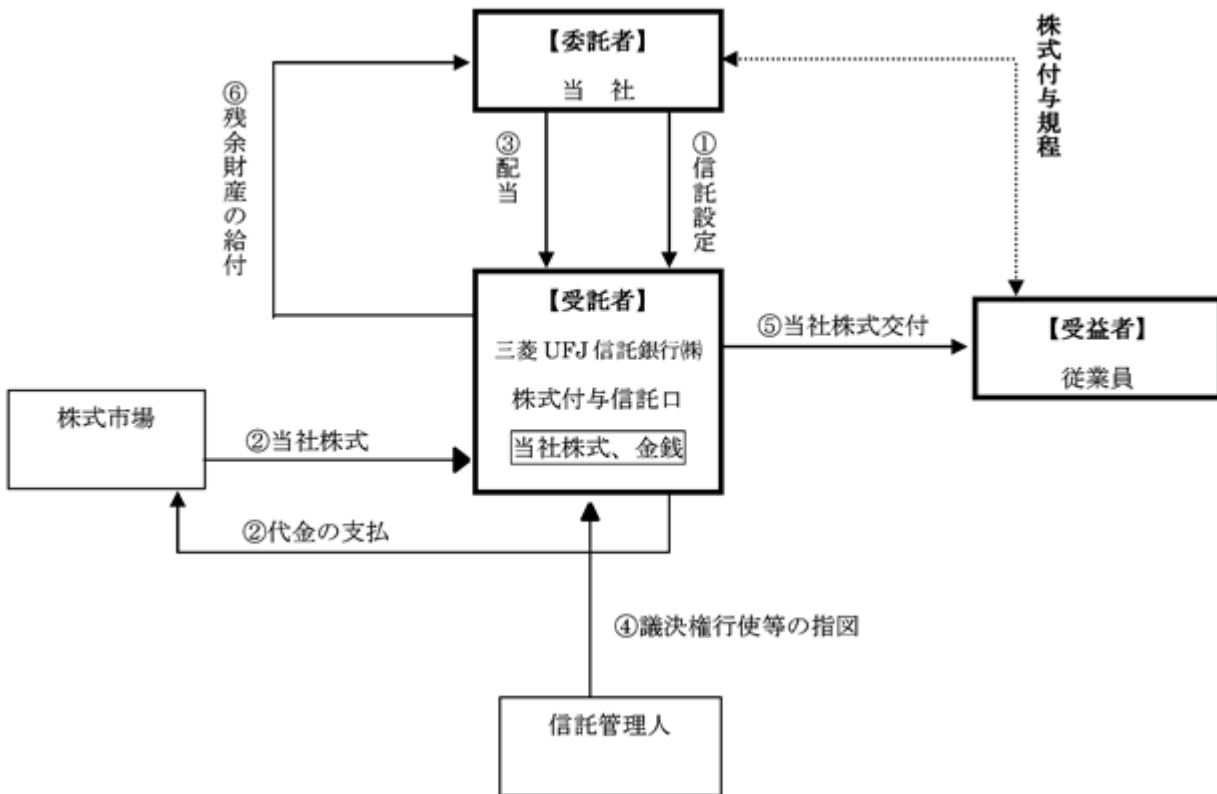 【委託者】
当 社
株式付与規程
⑥残余財産の給付
③配当
①信託設定
【受託者】
三菱 UFJ 信託銀行㈱
株式付与信託口
当社株式、金銭
⑤当社株式交付
【受益者】
従業員
株式市場
②当社株式
②代金の支払
④議決権行使等の指図
信託管理人